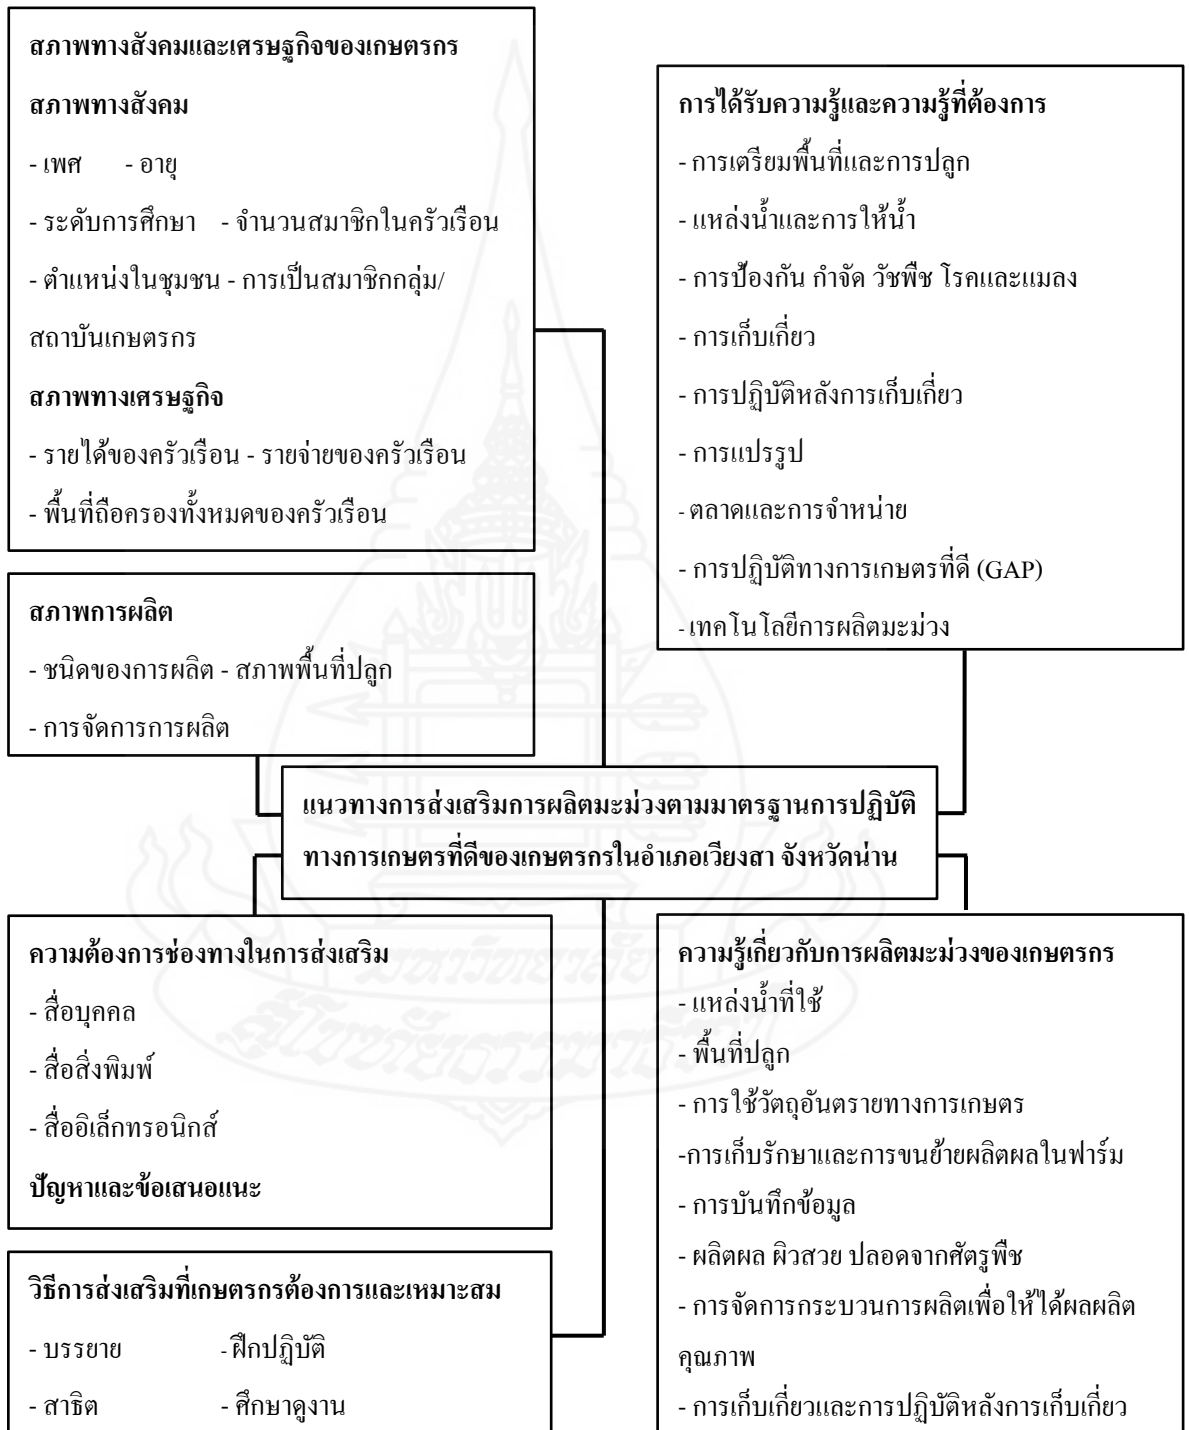 สภาพทางสังคมและเศรษฐกิจของเกษตรกร
สภาพทางสังคม
- เพศ - อายุ
- ระดับการศึกษา - จำนวนสมาชิกในครัวเรือน
- ตำแหน่งในชุมชน - การเป็นสมาชิกกลุ่ม/
สถาบันเกษตรกร
สภาพทางเศรษฐกิจ
- รายได้ของครัวเรือน - รายจ่ายของครัวเรือน
- พื้นที่ถือครองทั้งหมดของครัวเรือน
การได้รับความรู้และความรู้ที่ต้องการ
- การเตรียมพื้นที่และการปลูก
- แหล่งน้ำและการให้น้ำ
- การป้องกัน กำจัด วัชพืช โรคและแมลง
- การเก็บเกี่ยว
- การปฏิบัติหลังการเก็บเกี่ยว
- การแปรรูป
- ตลาดและการจำหน่าย
- การปฏิบัติทางการเกษตรที่ดี (GAP)
- เทคโนโลยีการผลิตมะม่วง
สภาพการผลิต
- ชนิดของการผลิต - สภาพพื้นที่ปลูก
- การจัดการการผลิต
แนวทางการส่งเสริมการผลิตมะม่วงตามมาตรฐานการปฏิบัติ
ทางการเกษตรที่ดีของเกษตรกรในอำเภอเวียงสา จังหวัดน่าน
ความต้องการช่องทางในการส่งเสริม
- สื่อบุคคล
- สื่อสิ่งพิมพ์
- สื่ออิเล็กทรอนิกส์
ปัญหาและข้อเสนอแนะ
ความรู้เกี่ยวกับการผลิตมะม่วงของเกษตรกร
- แหล่งน้ำที่ใช้
- พื้นที่ปลูก
- การใช้วัตถุอันตรายทางการเกษตร
-การเก็บรักษาและการขนย้ายผลิตผลในฟาร์ม
- การบันทึกข้อมูล
- ผลิตผล ผิวสวย ปลอดจากศัตรูพืช
- การจัดการกระบวนการผลิตเพื่อให้ได้ผลผลิต
คุณภาพ
- การเก็บเกี่ยวและการปฏิบัติหลังการเก็บเกี่ยว
วิธีการส่งเสริมที่เกษตรกรต้องการและเหมาะสม
- บรรยาย - ฝึกปฏิบัติ
- สาธิต - ศึกษาดูงาน
มหาวิทยาลัย
สุโขทัยธรรมาธิราช